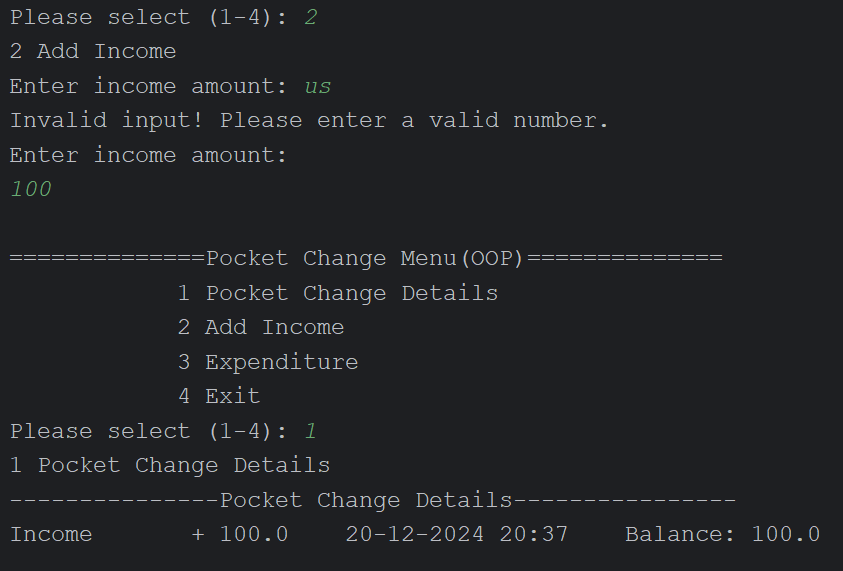 Please select (1-4): 2
2 Add Income
Enter income amount: us
Invalid input! Please enter a valid number.
Enter income amount:
100
==============Pocket Change Menu(OOP)==============
1 Pocket Change Details
2 Add Income
3 Expenditure
4 Exit
Please select (1-4): 1
1 Pocket Change Details
---------------Pocket Change Details----------------
Income       + 100.0    20-12-2024 20:37    Balance: 100.0